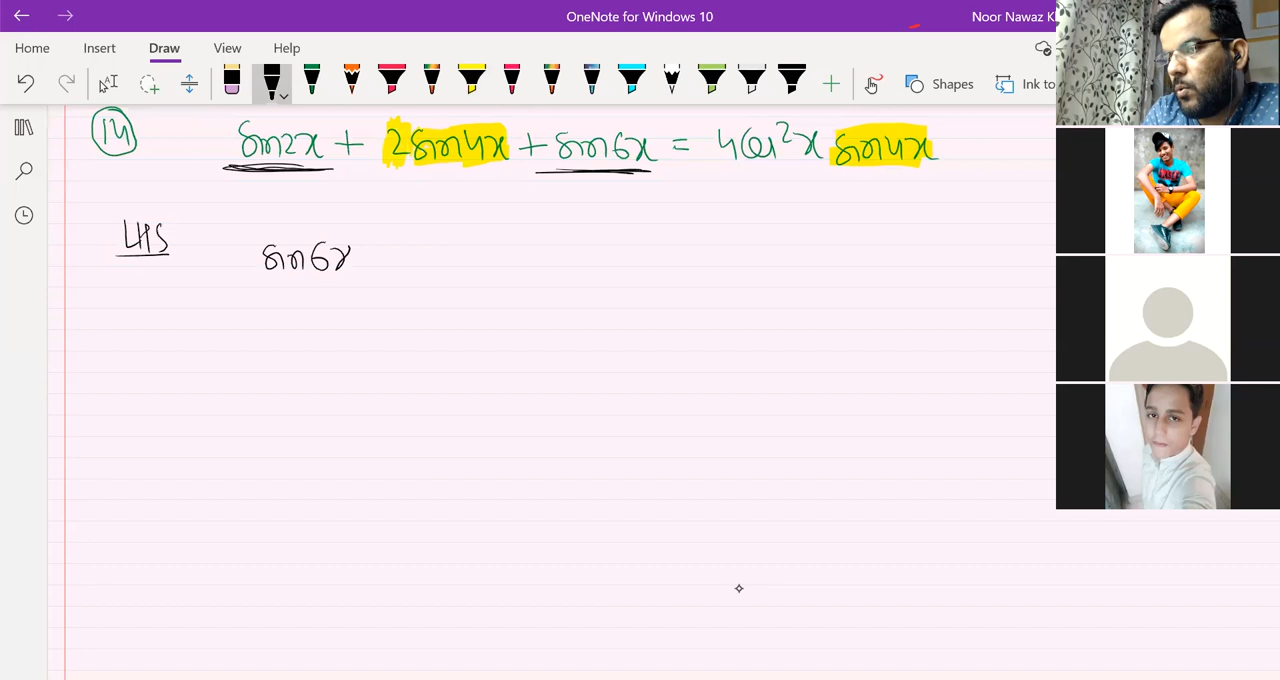 OneNote for Windows 10
Noor Nawaz K
Home Insert Draw View Help
Shapes
Ink to
14 sin2x + 2sin4x + sin6x = 4cos²x sin4x
LHS sin6x